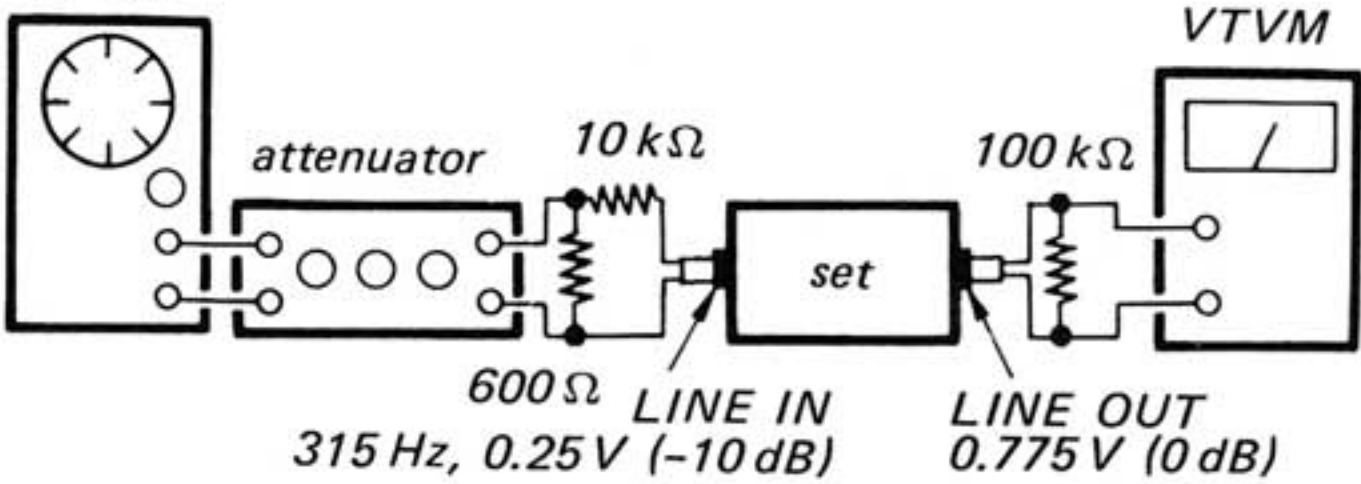 VTVM
attenuator
10 kΩ
100 kΩ
set
600 Ω
LINE IN
315 Hz, 0.25 V (-10 dB)
LINE OUT
0.775 V (0 dB)